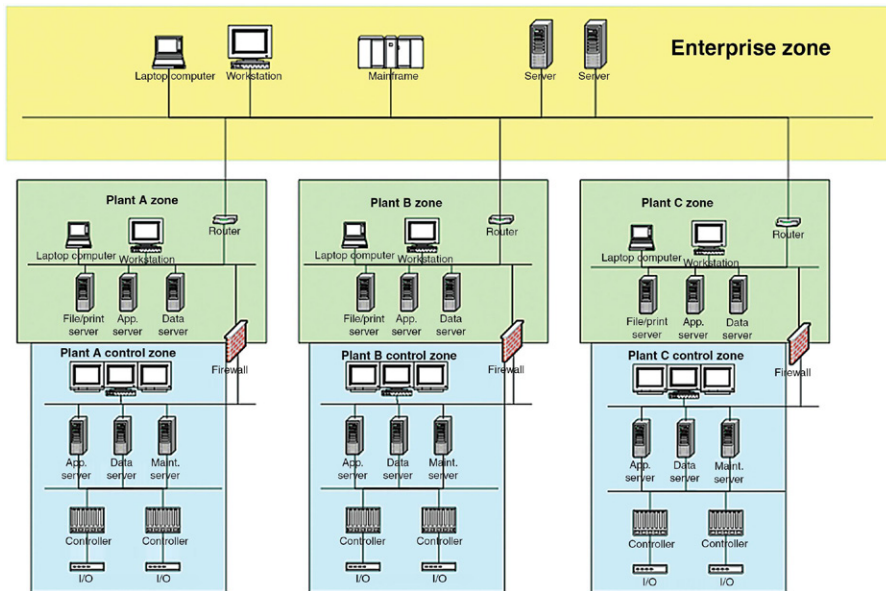 Enterprise zone
Laptop computer
Workstation
Mainframe
Server
Server
Plant A zone
Router
Laptop computer
Workstation
File/print
server
App.
server
Data
server
Plant B zone
Router
Laptop computer
Workstation
File/print
server
App.
server
Data
server
Plant C zone
Router
Laptop computer
Workstation
File/print
server
App.
server
Data
server
Plant A control zone
Firewall
App.
server
Data
server
Maint.
server
Controller
Controller
I/O
I/O
Plant B control zone
Firewall
App.
server
Data
server
Maint.
server
Controller
Controller
I/O
I/O
Plant C control zone
Firewall
App.
server
Data
server
Maint.
server
Controller
Controller
I/O
I/O